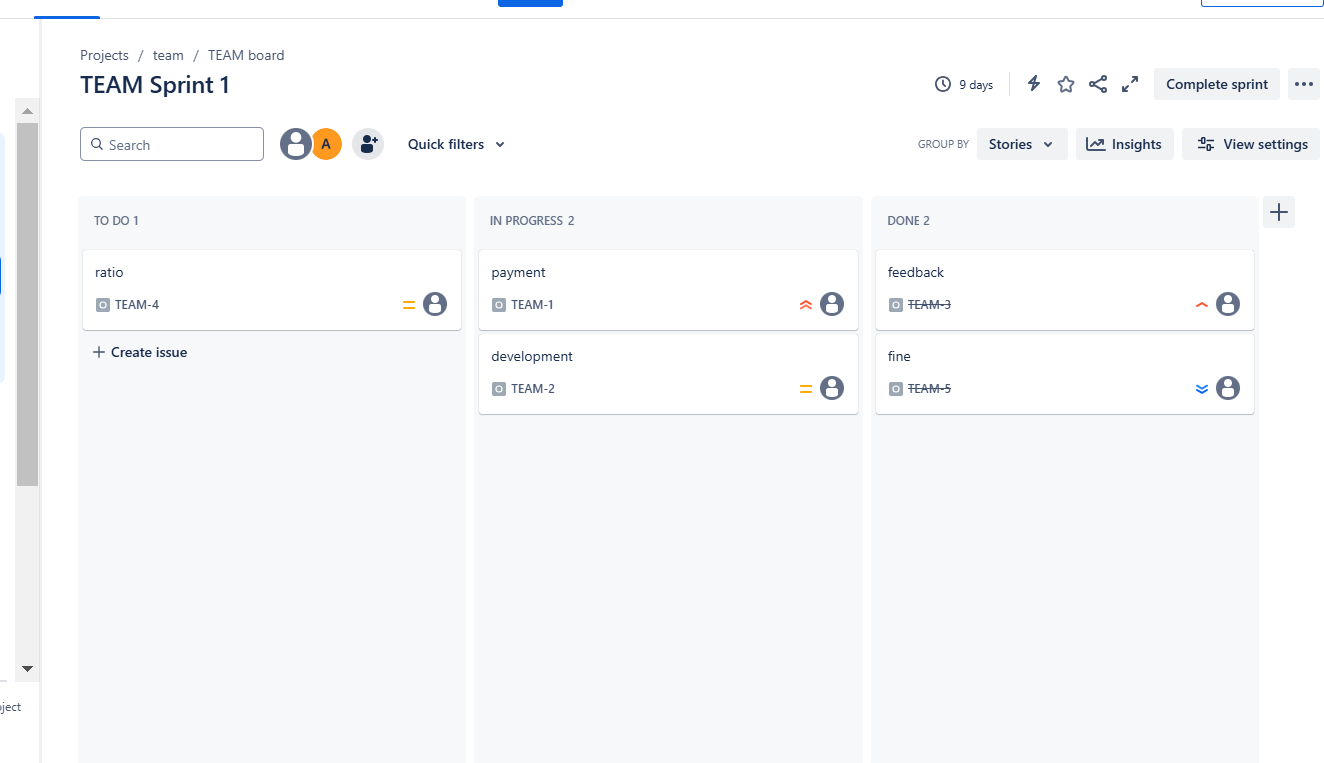 Projects / team / TEAM board
TEAM Sprint 1
9 days
Complete sprint
Search
A
Quick filters
GROUP BY
Stories
Insights
View settings
TO DO 1
ratio
TEAM-4
Create issue
IN PROGRESS 2
payment
TEAM-1
development
TEAM-2
DONE 2
feedback
TEAM-3
fine
TEAM-5
oject